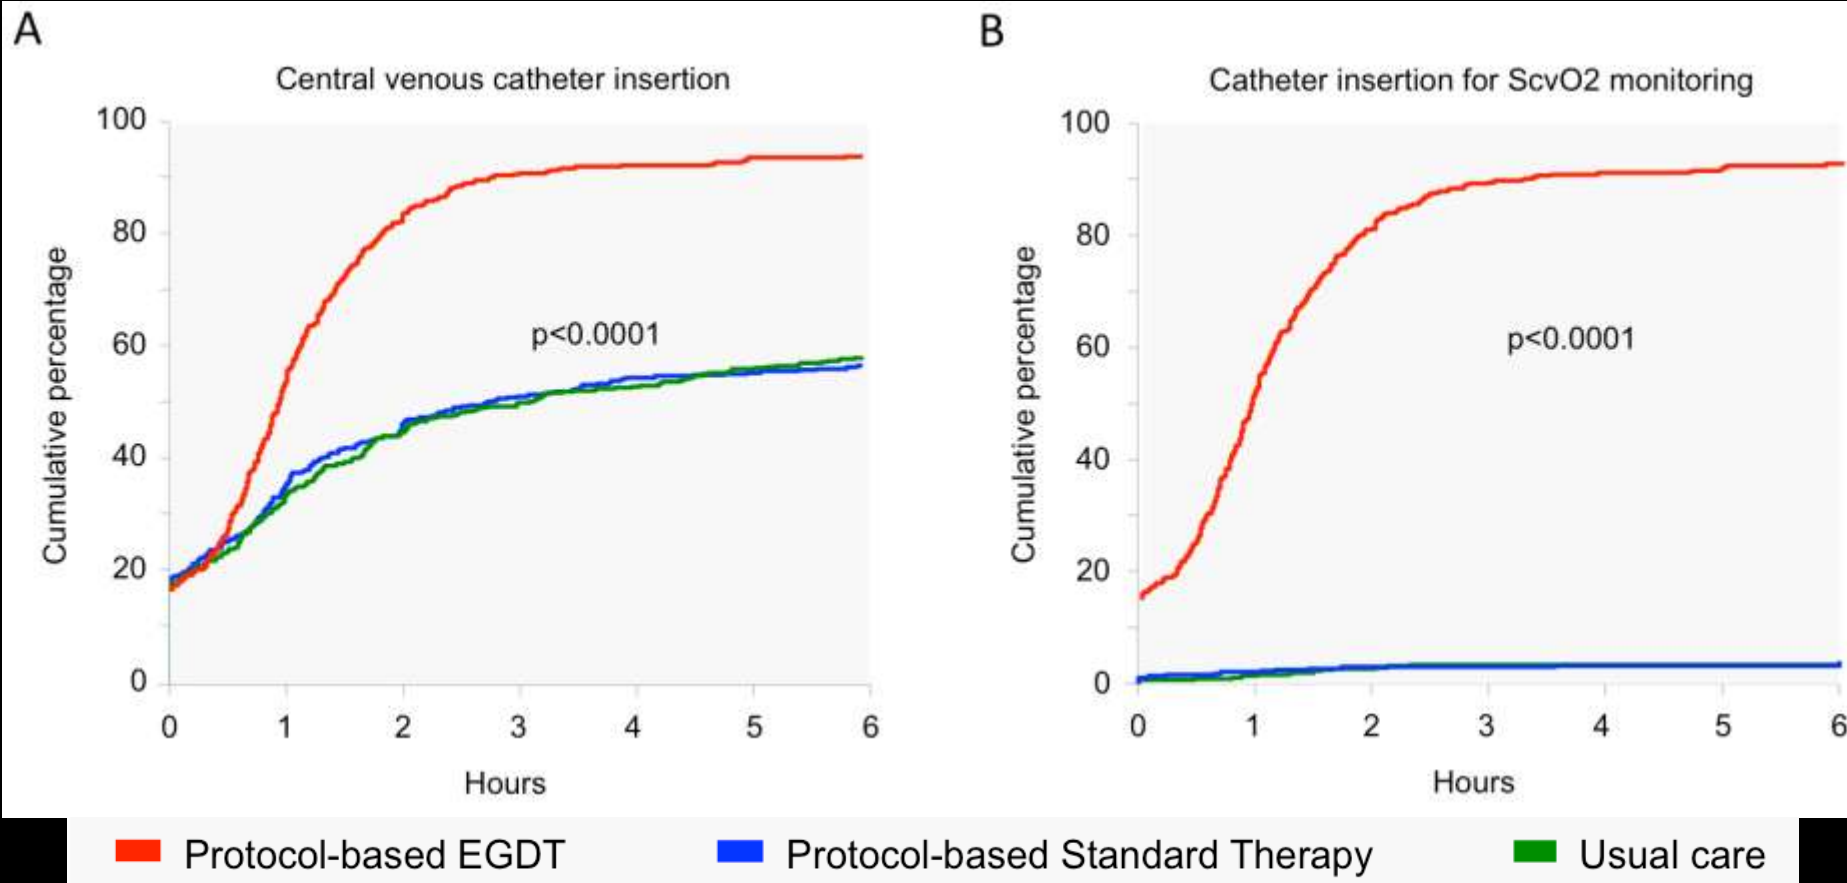 A
Central venous catheter insertion
100
80
60
40
20
0
Cumulative percentage
p<0.0001
0 1 2 3 4 5 6
Hours
B
Catheter insertion for ScvO2 monitoring
100
80
60
40
20
0
Cumulative percentage
p<0.0001
0 1 2 3 4 5 6
Hours
Protocol-based EGDT Protocol-based Standard Therapy Usual care